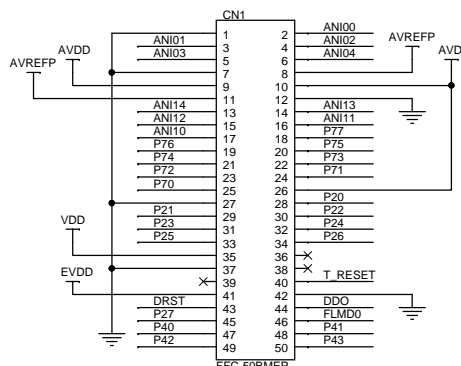 CN1
1 2 ANI00
ANI01 3 4 ANI02
ANI03 5 6 ANI04
AVREFP AVDD 7 8 AVREFP
9 10 AVD
11 12
ANI14 13 14 ANI13
ANI12 15 16 ANI11
ANI10 17 18 P77
P76 19 20 P75
P74 21 22 P73
P72 23 24 P71
P70 25 26
27 28 P20
P21 29 30 P22
P23 31 32 P24
P25 33 34 P26
VDD 35 36
37 38
39 40 T_RESET
EVDD 41 42
DRST 43 44 DDO
P27 45 46 FLMD0
P40 47 48 P41
P42 49 50 P43